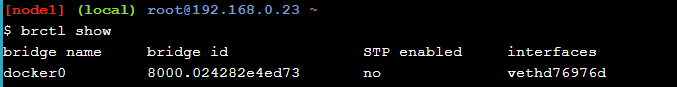 [node1] (local) root@192.168.0.23 ~
$ brctl show
bridge name     bridge id               STP enabled     interfaces
docker0         8000.024282e4ed73       no              vethd76976d